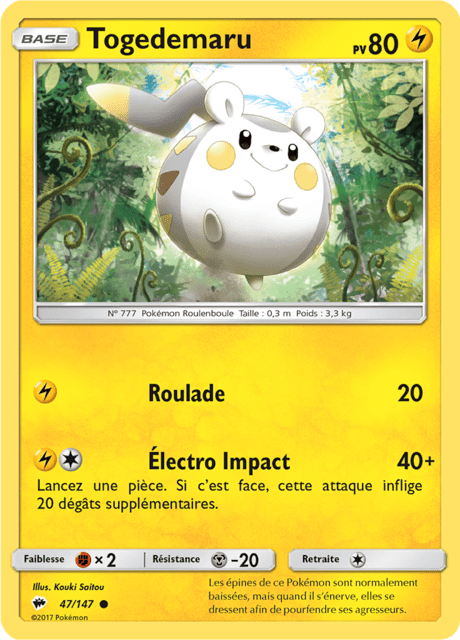 BASE Togedemaru PV80
N° 777 Pokémon Roulenboule Taille : 0,3 m Poids : 3,3 kg
Roulade 20
Électro Impact 40+
Lancez une pièce. Si c'est face, cette attaque inflige
20 dégâts supplémentaires.
Faiblesse ×2 Résistance -20 Retraite
Illus. Kouki Saitou
47/147
©2017 Pokémon
Les épines de ce Pokémon sont normalement
baissées, mais quand il s'énerve, elles se
dressent afin de pourfendre ses agresseurs.